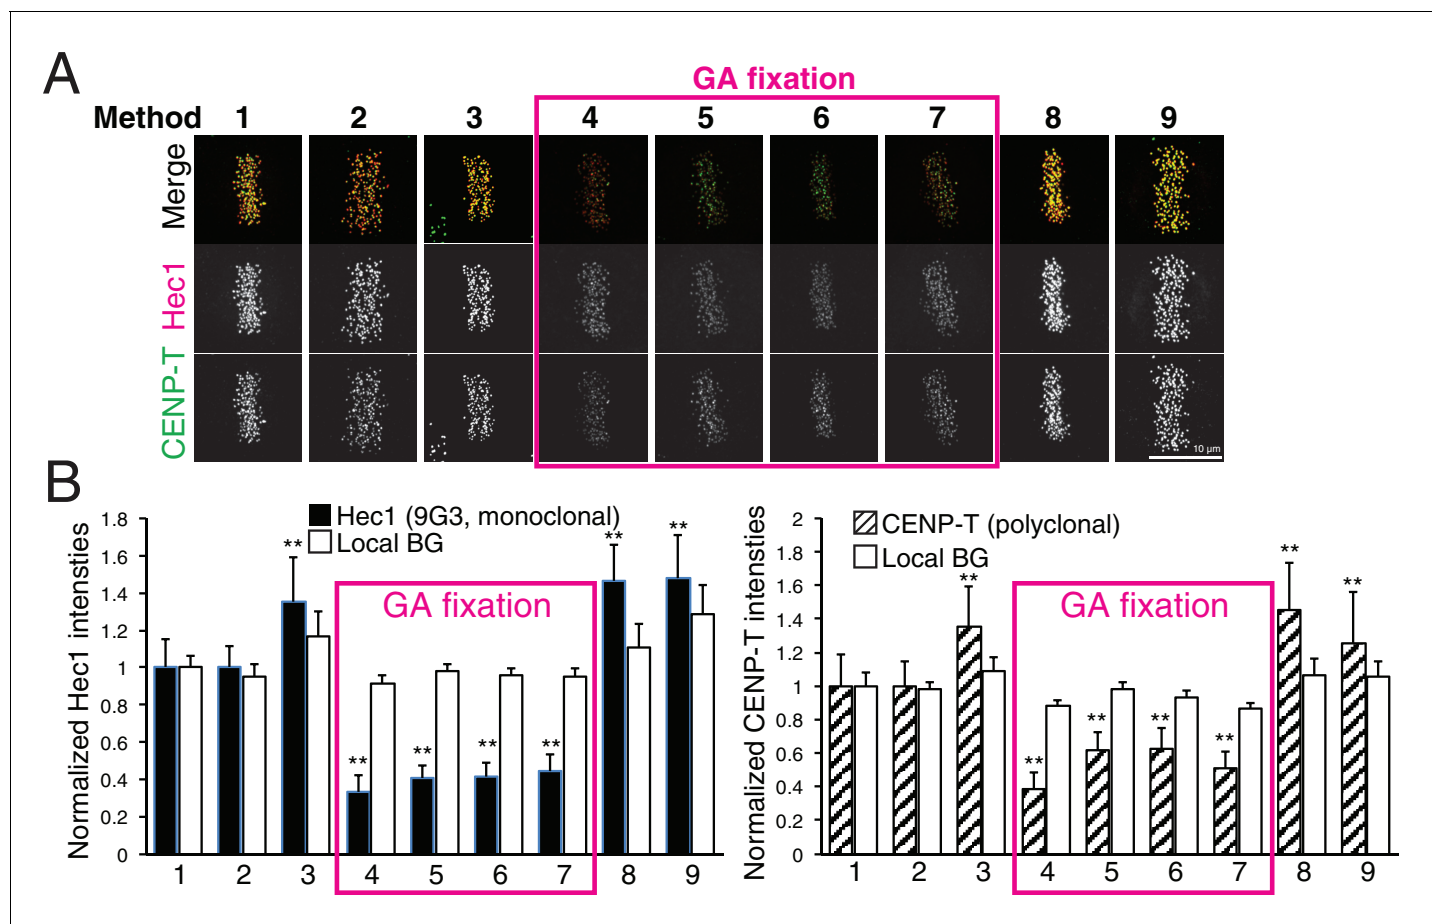 A
GA fixation
Method 1 2 3 4 5 6 7 8 9
Merge
Hec1
CENP-T
10 µm
B
Normalized Hec1 intensities
1.8
1.6
1.4
1.2
1
0.8
0.6
0.4
0.2
0
Hec1 (9G3, monoclonal)
Local BG
GA fixation
** ** ** ** ** ** **
1 2 3 4 5 6 7 8 9
Normalized CENP-T intensties
2
1.8
1.6
1.4
1.2
1
0.8
0.6
0.4
0.2
0
CENP-T (polyclonal)
Local BG
GA fixation
** ** ** ** ** ** **
1 2 3 4 5 6 7 8 9